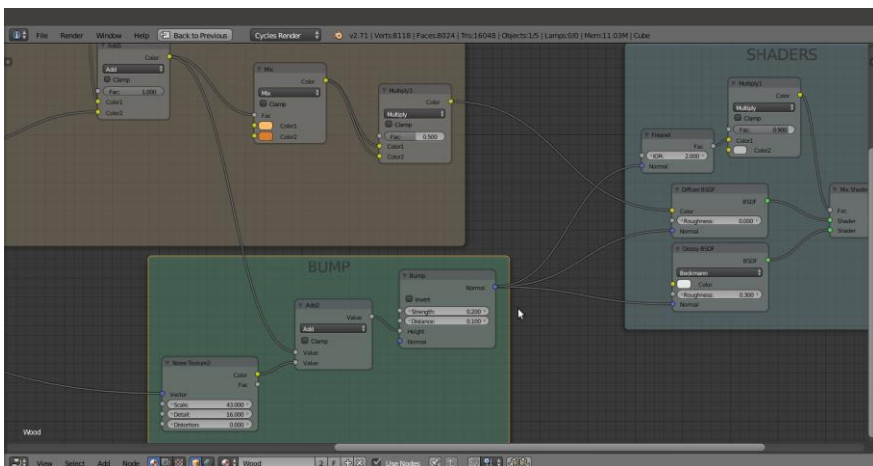 File Render Window Help Back to Previous Cycles Render v2.71 | Verts:8118 | Faces:8024 | Tris:16048 | Objects:1/5 | Lamps:0/0 | Mem:11.03M | Cube
Add1
Color
Add
Clamp
Fac: 1.000
Color1
Color2
Mix
Color
Mix
Clamp
Fac
Color1
Color2
Multiply3
Color
Multiply
Clamp
Fac: 0.500
Color1
Color2
SHADERS
Multiply1
Color
Multiply
Clamp
Fac: 0.900
Color1
Color2
Fresnel
Fac
IOR: 2.000
Normal
Diffuse BSDF
BSDF
Color
Roughness: 0.000
Normal
Mix Shader
Fac
Shader
Shader
Glossy BSDF
BSDF
Beckmann
Color
Roughness: 0.300
Normal
BUMP
Bump
Normal
Invert
Strength: 0.200
Distance: 0.100
Height
Normal
Add2
Value
Add
Clamp
Value
Value
Noise Texture2
Color
Fac
Vector
Scale: 43.000
Detail: 16.000
Distortion: 0.000
Wood
View Select Add Node Wood 2 F Use Nodes